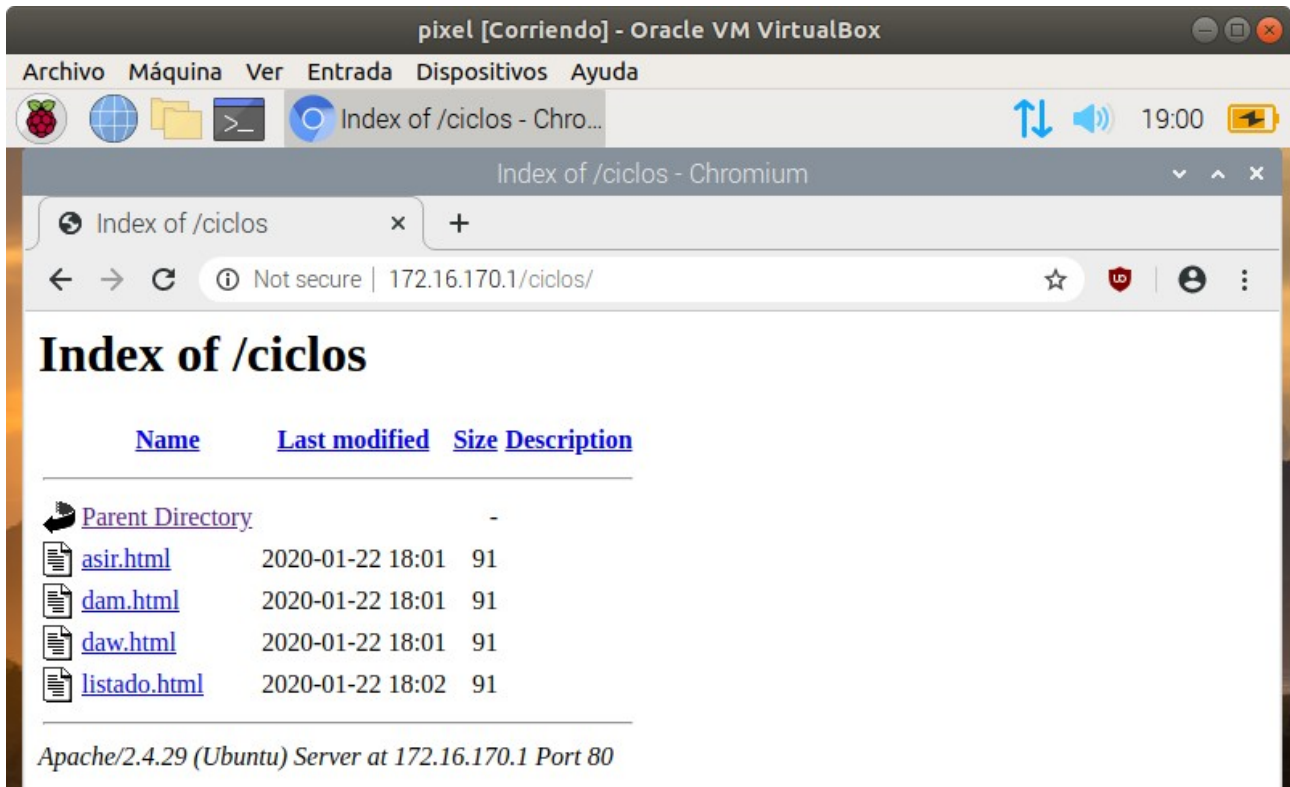 pixel [Corriendo] - Oracle VM VirtualBox
Archivo Máquina Ver Entrada Dispositivos Ayuda
>_ Index of /ciclos - Chro... 19:00
Index of /ciclos - Chromium
Index of /ciclos
Not secure | 172.16.170.1/ciclos/
Index of /ciclos
Name Last modified Size Description
Parent Directory -
asir.html 2020-01-22 18:01 91
dam.html 2020-01-22 18:01 91
daw.html 2020-01-22 18:01 91
listado.html 2020-01-22 18:02 91
Apache/2.4.29 (Ubuntu) Server at 172.16.170.1 Port 80